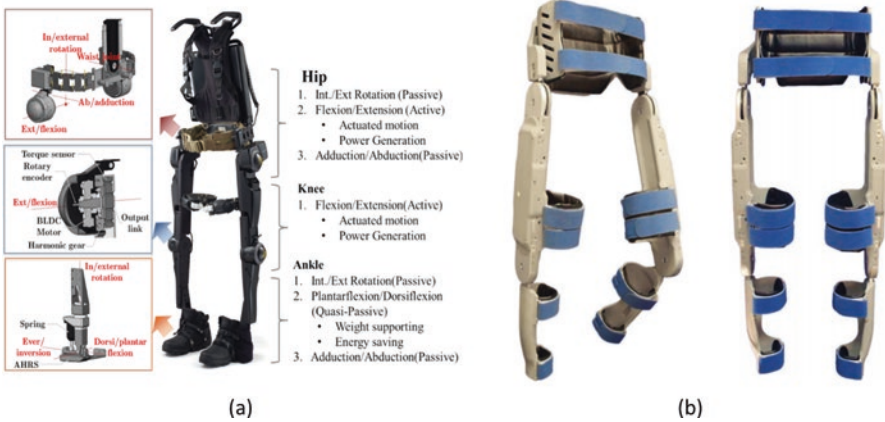 In/external
rotation
Waist
Ab/adduction
Ext/flexion
Torque sensor
Rotary
encoder
Ext/flexion
BLDC
Motor
Output
link
Harmonic gear
In/external
rotation
Spring
Ever/
inversion
Dorsi/plantar
flexion
AHRS
Hip
1. Int./Ext Rotation (Passive)
2. Flexion/Extension (Active)
• Actuated motion
• Power Generation
3. Adduction/Abduction(Passive)
Knee
1. Flexion/Extension(Active)
• Actuated motion
• Power Generation
Ankle
1. Int./Ext Rotation(Passive)
2. Plantarflexion/Dorsiflexion
(Quasi-Passive)
• Weight supporting
• Energy saving
3. Adduction/Abduction(Passive)
(a)
(b)